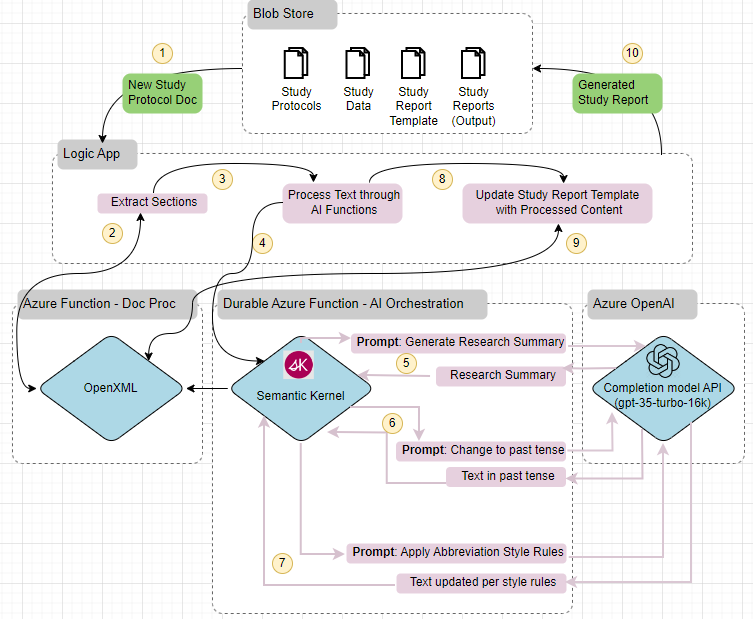 Blob Store
1
10
New Study
Protocol Doc
Study
Protocols
Study
Data
Study
Report
Template
Study
Reports
(Output)
Generated
Study Report
Logic App
3
8
Extract Sections
Process Text through
AI Functions
Update Study Report Template
with Processed Content
2
4
9
Azure Function - Doc Proc
Durable Azure Function - AI Orchestration
Azure OpenAI
Prompt: Generate Research Summary
SK
5
OpenXML
Semantic Kernel
Research Summary
Completion model API
(gpt-35-turbo-16k)
6
Prompt: Change to past tense
Text in past tense
Prompt: Apply Abbreviation Style Rules
7
Text updated per style rules